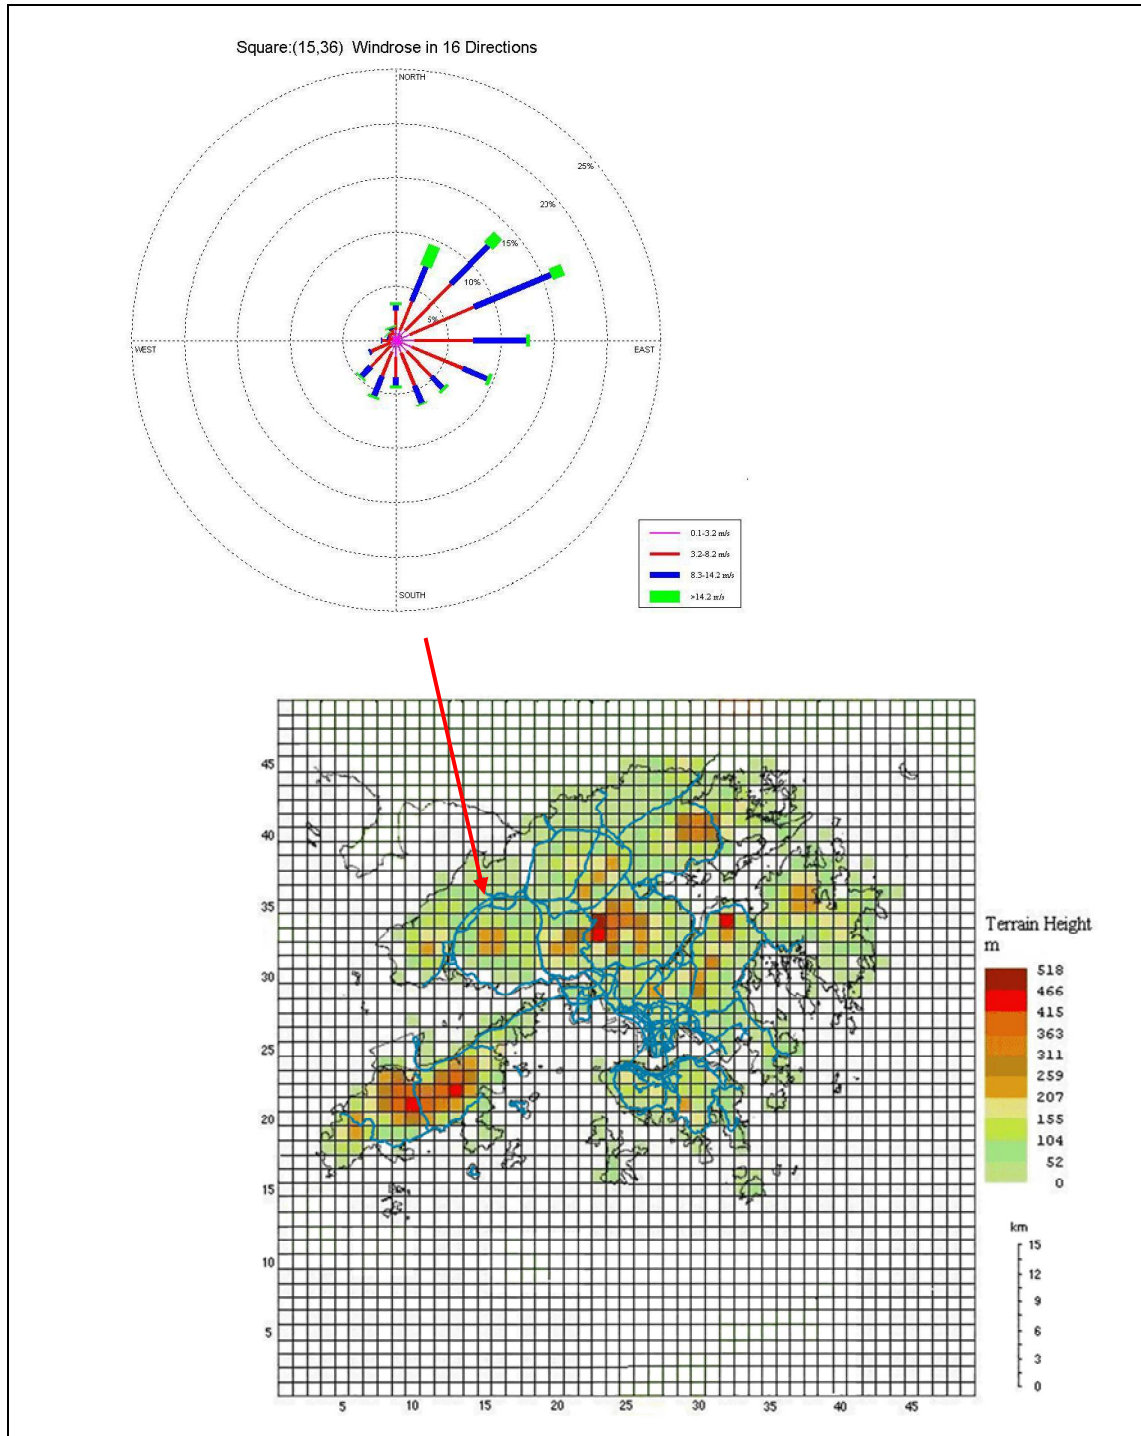 Square:(15,36) Windrose in 16 Directions
NORTH
25%
20%
15%
10%
5%
WEST
EAST
SOUTH
0.1-3.2 m/s
3.2-8.2 m/s
8.3-14.2 m/s
>14.2 m/s
45
40
35
30
25
20
15
10
5
5 10 15 20 25 30 35 40 45
Terrain Height
m
518
466
415
363
311
259
207
155
104
52
0
km
15
12
9
6
3
0